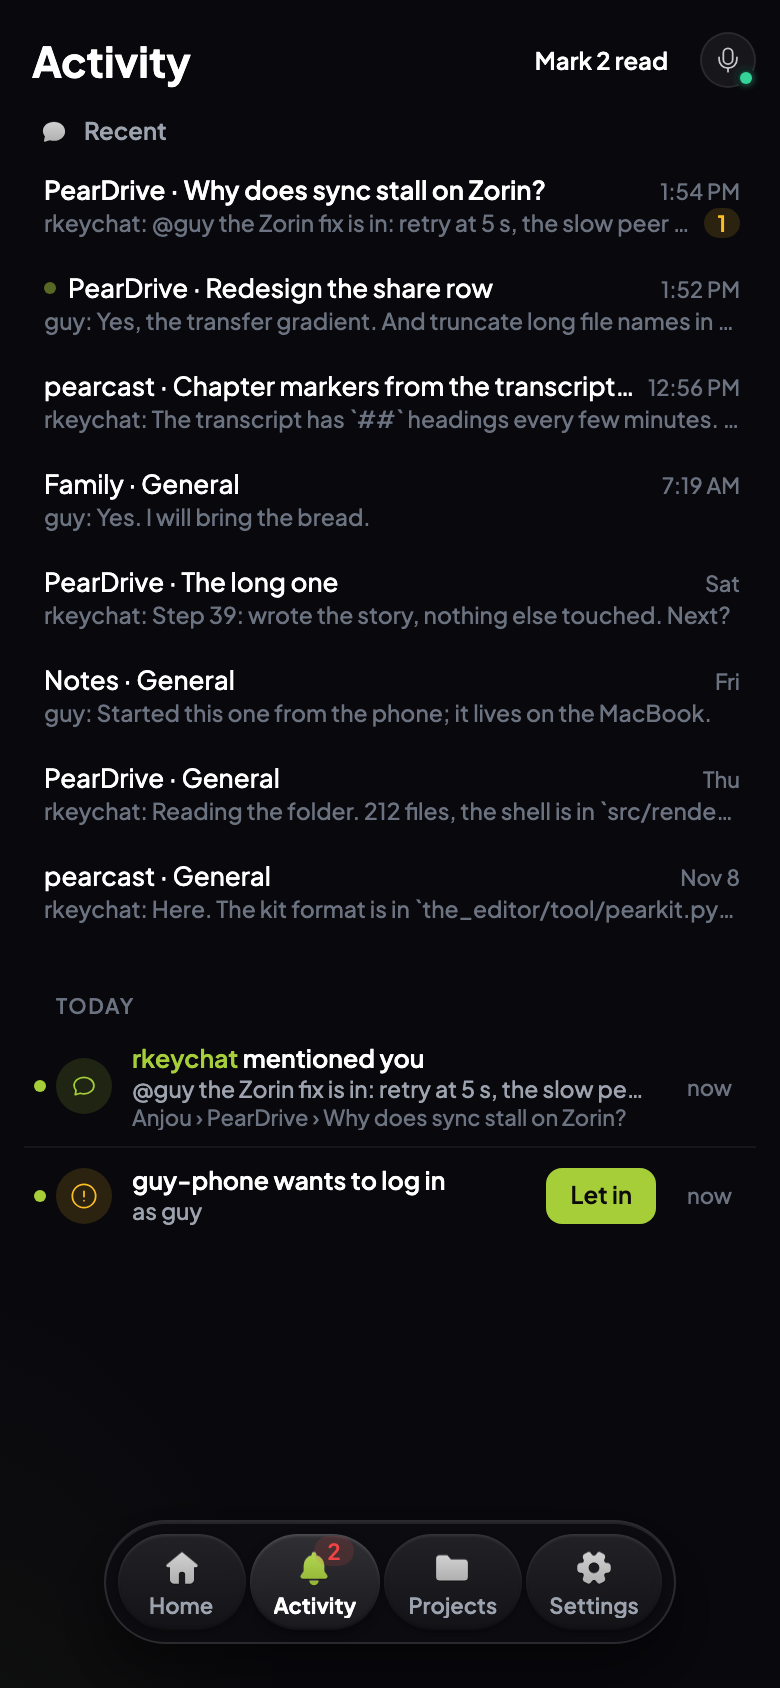 Activity
Mark 2 read
Recent
PearDrive · Why does sync stall on Zorin?
1:54 PM
rkeychat: @guy the Zorin fix is in: retry at 5 s, the slow peer …
1
PearDrive · Redesign the share row
1:52 PM
guy: Yes, the transfer gradient. And truncate long file names in …
pearcast · Chapter markers from the transcript…
12:56 PM
rkeychat: The transcript has `##` headings every few minutes. …
Family · General
7:19 AM
guy: Yes. I will bring the bread.
PearDrive · The long one
Sat
rkeychat: Step 39: wrote the story, nothing else touched. Next?
Notes · General
Fri
guy: Started this one from the phone; it lives on the MacBook.
PearDrive · General
Thu
rkeychat: Reading the folder. 212 files, the shell is in `src/rende…
pearcast · General
Nov 8
rkeychat: Here. The kit format is in `the_editor/tool/pearkit.py…
TODAY
rkeychat mentioned you
@guy the Zorin fix is in: retry at 5 s, the slow pe…
now
Anjou › PearDrive › Why does sync stall on Zorin?
guy-phone wants to log in
as guy
Let in
now
2
Home
Activity
Projects
Settings